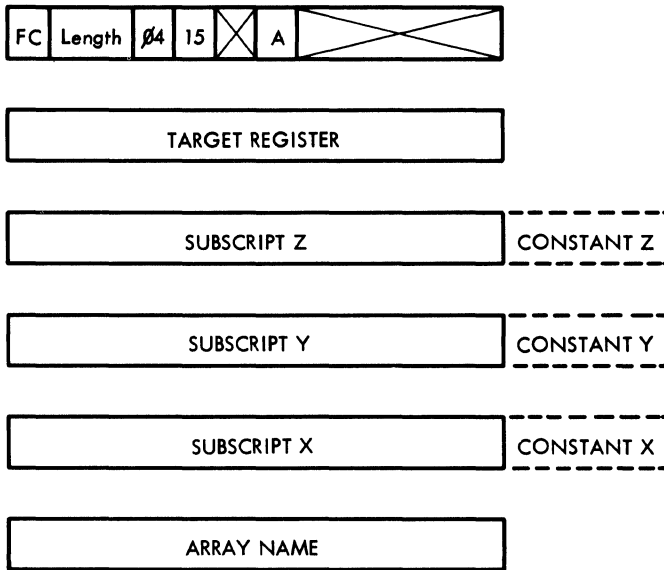 FC Length Ø4 15 A
TARGET REGISTER
SUBSCRIPT Z CONSTANT Z
SUBSCRIPT Y CONSTANT Y
SUBSCRIPT X CONSTANT X
ARRAY NAME